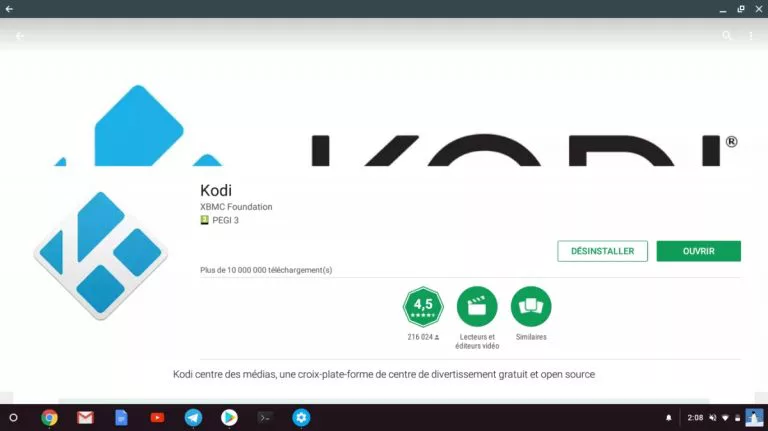 KODI®
Kodi
XBMC Foundation
3 PEGI 3
DÉSINSTALLER
OUVRIR
Plus de 10 000 000 téléchargement(s)
4,5
216 024
Lecteurs et
éditeurs vidéo
Similaires
Kodi centre des médias, une croix-plate-forme de centre de divertissement gratuit et open source
2:08